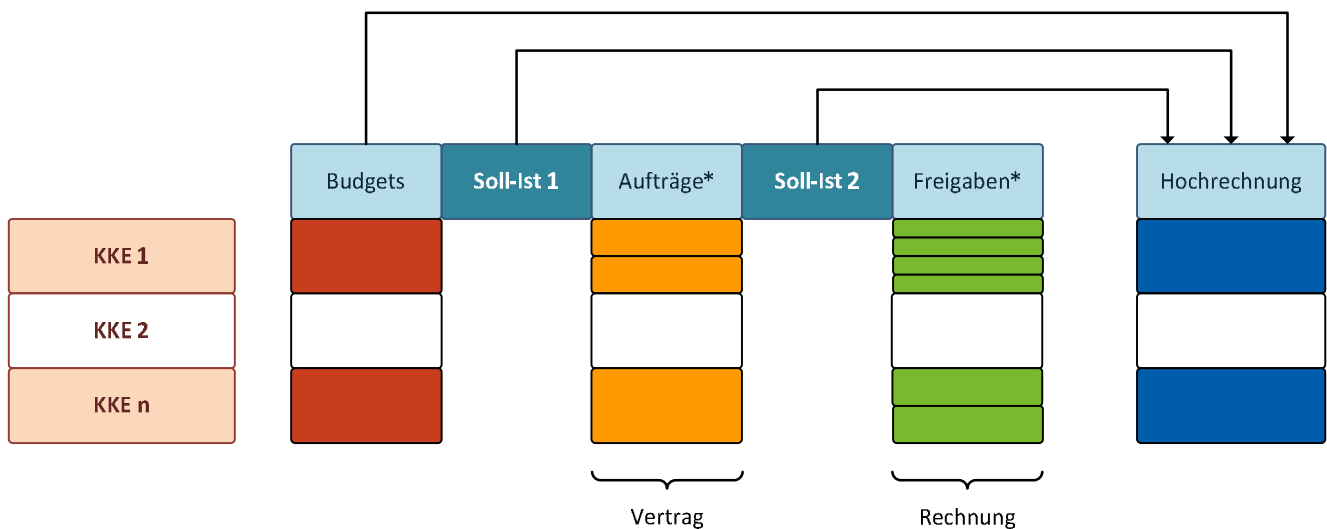 Budgets
Soll-Ist 1
Aufträge*
Soll-Ist 2
Freigaben*
Hochrechnung
KKE 1
KKE 2
KKE n
Vertrag
Rechnung